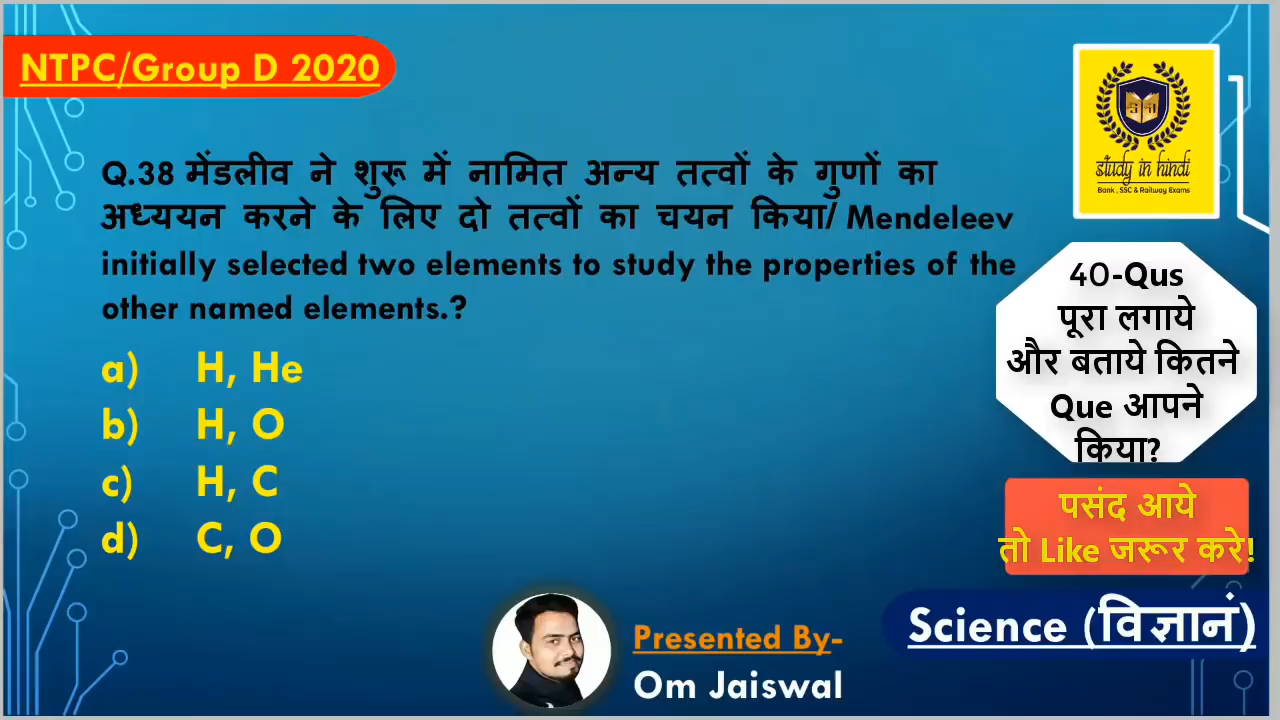 NTPC/Group D 2020
study in hindi
Bank , SSC & Railway Exams
Q.38 मेंडलीव ने शुरू में नामित अन्य तत्वों के गुणों का
अध्ययन करने के लिए दो तत्वों का चयन किया/ Mendeleev
initially selected two elements to study the properties of the
other named elements.?
a) H, He
b) H, O
c) H, C
d) C, O
40-Qus
पूरा लगाये
और बताये कितने
Que आपने
किया?
पसंद आये
तो Like जरूर करे!
Science (विज्ञानं)
Presented By-
Om Jaiswal